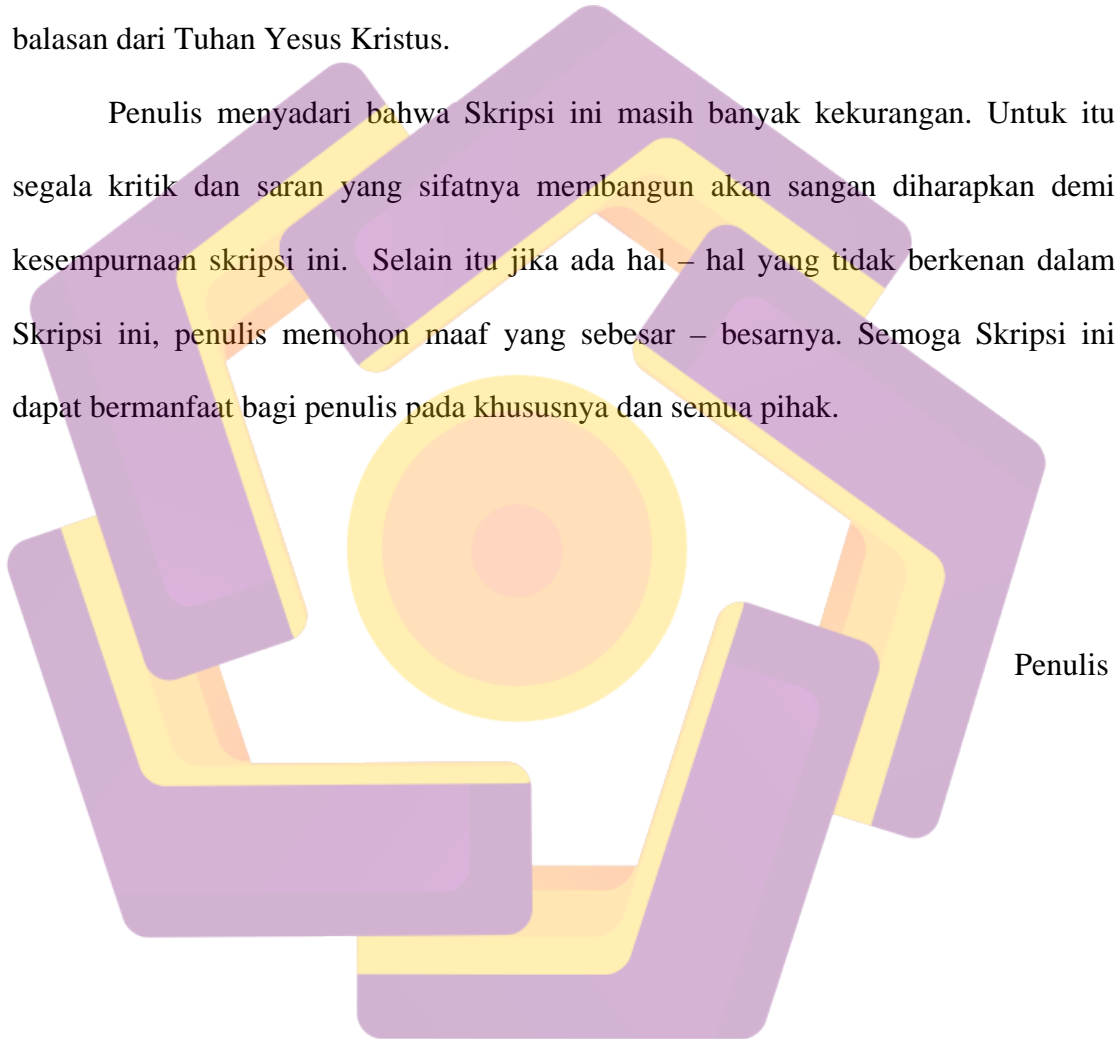 balasan dari Tuhan Yesus Kristus.
Penulis menyadari bahwa Skripsi ini masih banyak kekurangan. Untuk itu
segala kritik dan saran yang sifatnya membangun akan sangan diharapkan demi
kesempurnaan skripsi ini. Selain itu jika ada hal – hal yang tidak berkenan dalam
Skripsi ini, penulis memohon maaf yang sebesar – besarnya. Semoga Skripsi ini
dapat bermanfaat bagi penulis pada khususnya dan semua pihak.
Penulis